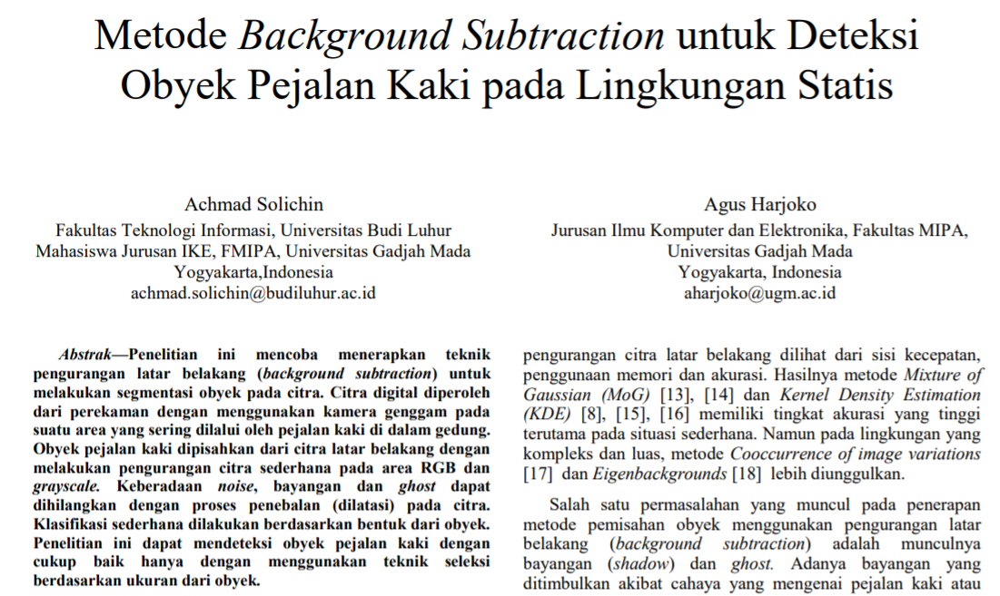 Metode Background Subtraction untuk Deteksi
Obyek Pejalan Kaki pada Lingkungan Statis
Achmad Solichin
Fakultas Teknologi Informasi, Universitas Budi Luhur
Mahasiswa Jurusan IKE, FMIPA, Universitas Gadjah Mada
Yogyakarta,Indonesia
achmad.solichin@budiluhur.ac.id
Agus Harjoko
Jurusan Ilmu Komputer dan Elektronika, Fakultas MIPA,
Universitas Gadjah Mada
Yogyakarta, Indonesia
aharjoko@ugm.ac.id
Abstrak—Penelitian ini mencoba menerapkan teknik
pengurangan latar belakang (background subtraction) untuk
melakukan segmentasi obyek pada citra. Citra digital diperoleh
dari perekaman dengan menggunakan kamera genggam pada
suatu area yang sering dilalui oleh pejalan kaki di dalam gedung.
Obyek pejalan kaki dipisahkan dari citra latar belakang dengan
melakukan pengurangan citra sederhana pada area RGB dan
grayscale. Keberadaan noise, bayangan dan ghost dapat
dihilangkan dengan proses penebalan (dilatasi) pada citra.
Klasifikasi sederhana dilakukan berdasarkan bentuk dari obyek.
Penelitian ini dapat mendeteksi obyek pejalan kaki dengan
cukup baik hanya dengan menggunakan teknik seleksi
berdasarkan ukuran dari obyek.
pengurangan citra latar belakang dilihat dari sisi kecepatan,
penggunaan memori dan akurasi. Hasilnya metode Mixture of
Gaussian (MoG) [13], [14] dan Kernel Density Estimation
(KDE) [8], [15], [16] memiliki tingkat akurasi yang tinggi
terutama pada situasi sederhana. Namun pada lingkungan yang
kompleks dan luas, metode Cooccurrence of image variations
[17] dan Eigenbackgrounds [18] lebih diunggulkan.
Salah satu permasalahan yang muncul pada penerapan
metode pemisahan obyek menggunakan pengurangan latar
belakang (background subtraction) adalah munculnya
bayangan (shadow) dan ghost. Adanya bayangan yang
ditimbulkan akibat cahaya yang mengenai pejalan kaki atau